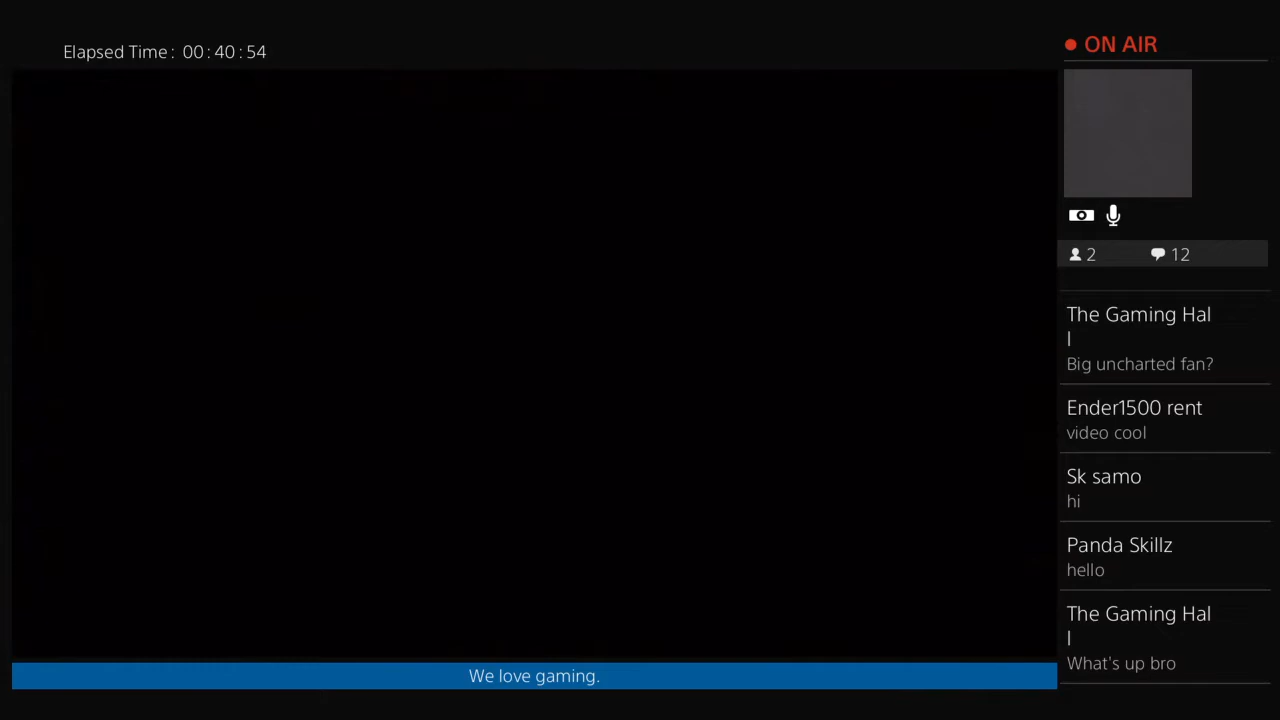 Elapsed Time: 00:40:54
ON AIR
2 12
The Gaming Hal
l
Big uncharted fan?
Ender1500 rent
video cool
Sk samo
hi
Panda Skillz
hello
The Gaming Hal
l
What's up bro
We love gaming.